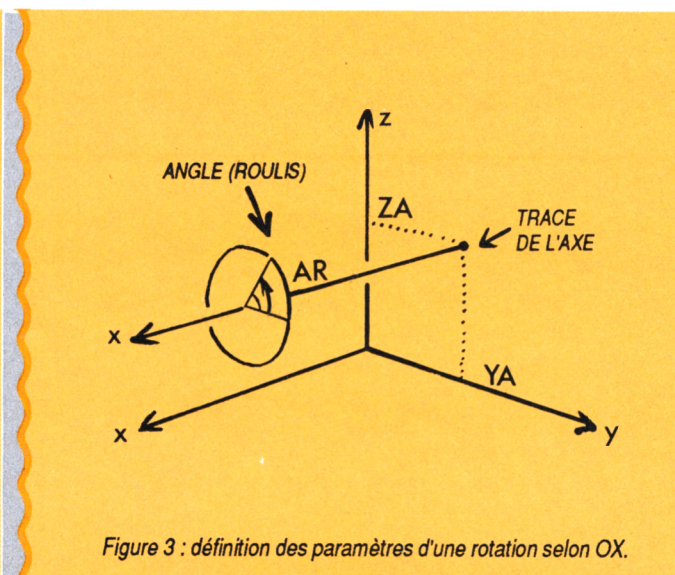 z
ANGLE (ROULIS)
ZA
TRACE
DE L'AXE
AR
x
YA
x
y
Figure 3 : définition des paramètres d'une rotation selon OX.